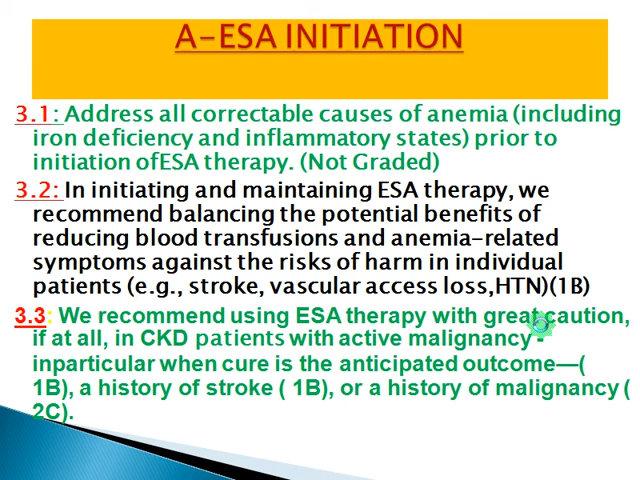 A-ESA INITIATION
3.1: Address all correctable causes of anemia (including
iron deficiency and inflammatory states) prior to
initiation ofESA therapy. (Not Graded)
3.2: In initiating and maintaining ESA therapy, we
recommend balancing the potential benefits of
reducing blood transfusions and anemia-related
symptoms against the risks of harm in individual
patients (e.g., stroke, vascular access loss,HTN)(1B)
3.3: We recommend using ESA therapy with great caution,
if at all, in CKD patients with active malignancy -
inparticular when cure is the anticipated outcome—(
1B), a history of stroke ( 1B), or a history of malignancy (
2C).